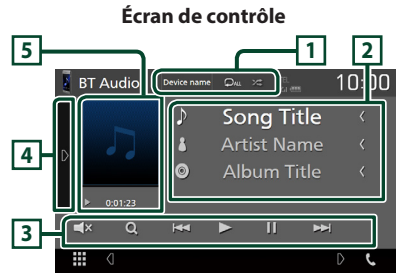 Écran de contrôle
5 1 2
BT Audio Device name ALL 10:00
Song Title
Artist Name
Album Title
4
0:01:23
3